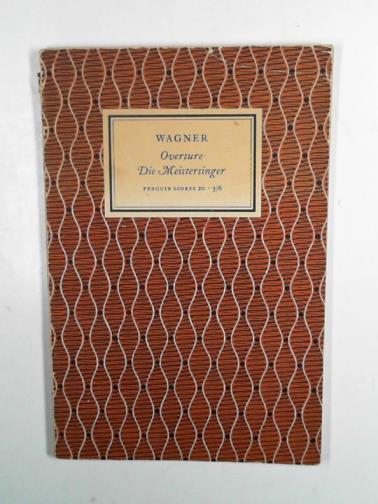 WAGNER
Overture
Die Meistersinger
PENGUIN SCORES 20 · 3/6